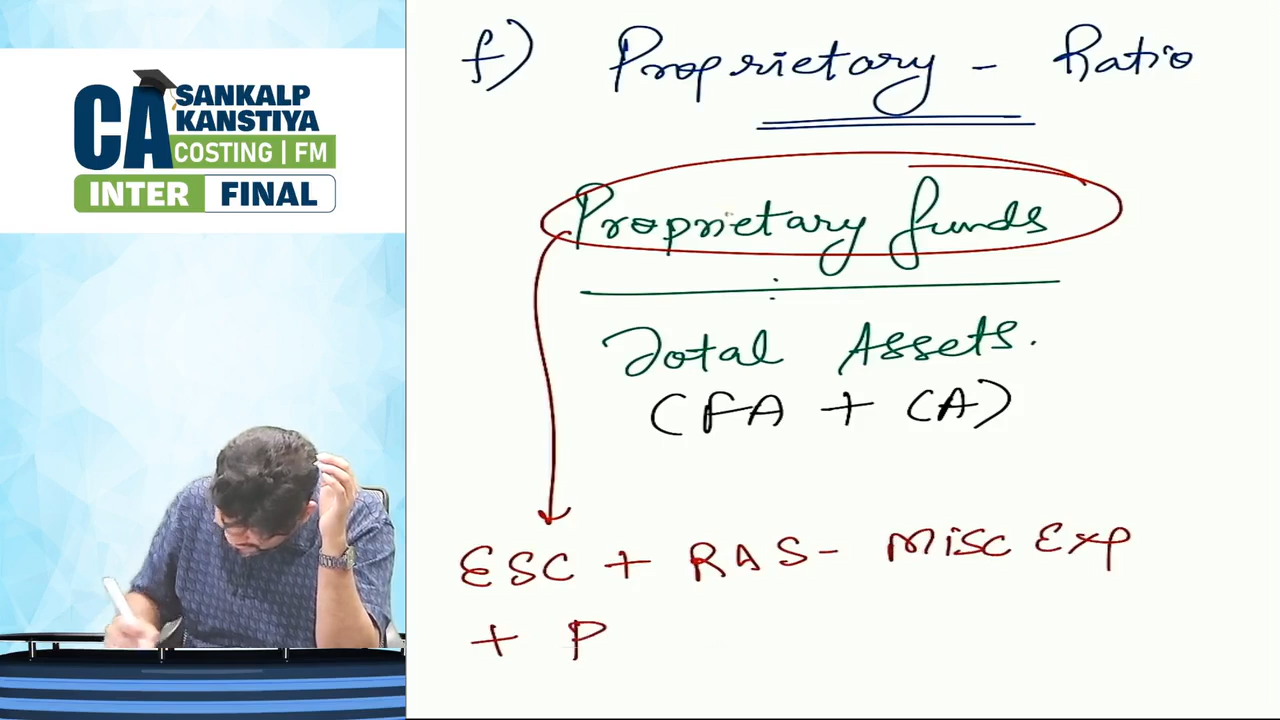 CA SANKALP KANSTIYA
COSTING | FM
INTER FINAL
f) Proprietary - Ratio
Proprietary funds
Total Assets.
(FA + CA)
ESC + RAS - Misc Exp
+ P